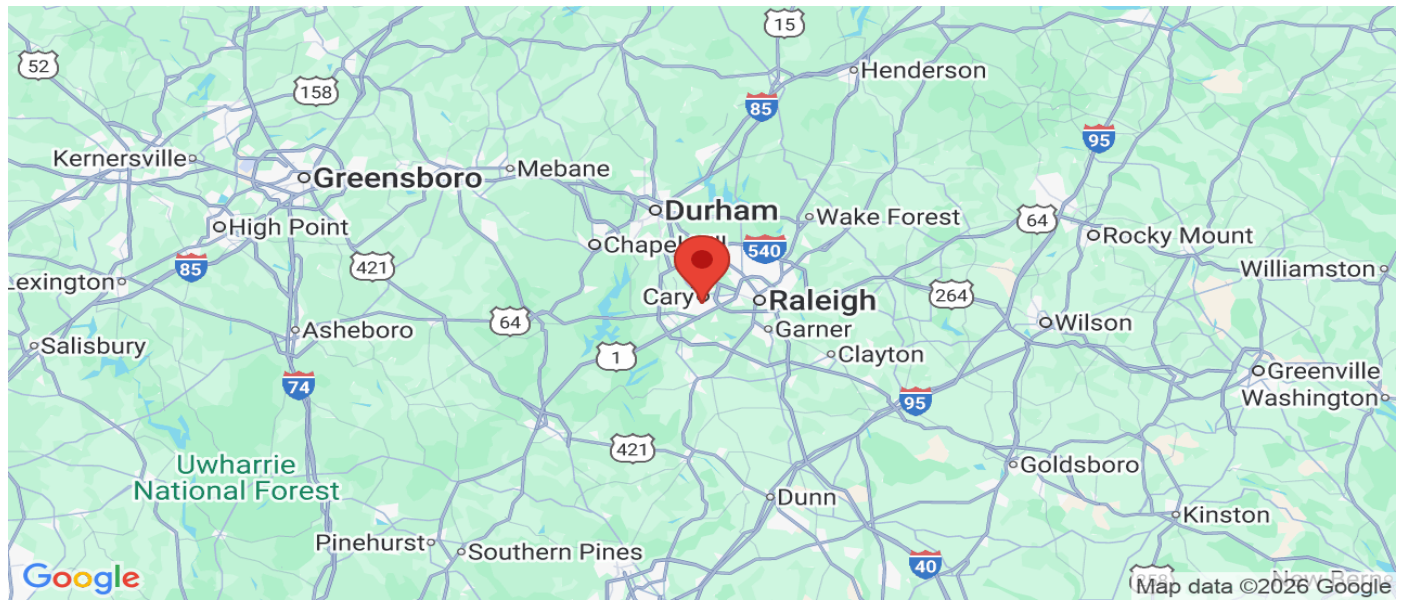 15
52
Henderson
158
85
95
Kernersville
Mebane
Greensboro
Durham
64
Wake Forest
High Point
Chapel Hill
540
Rocky Mount
85
421
Williamston
Lexington
264
Cary
Raleigh
64
Wilson
Garner
Asheboro
Salisbury
1
Clayton
Greenville
74
95
Washington
421
Goldsboro
Uwharrie
National Forest
Dunn
Kinston
Pinehurst
Southern Pines
40
Google
New Bern
Map data ©2026 Google